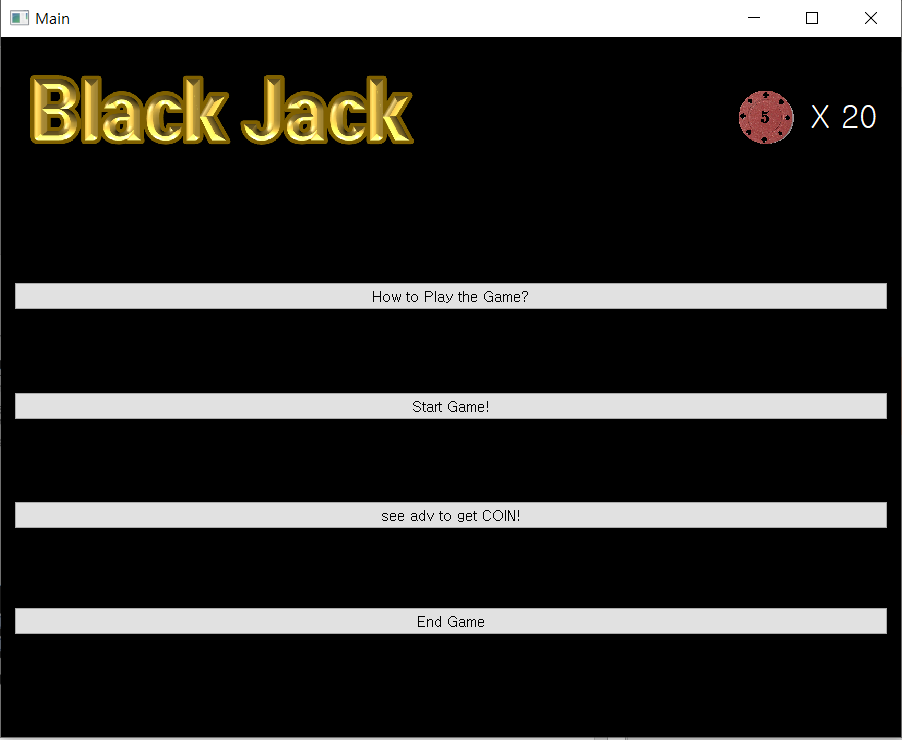 Main
Black Jack
5 X 20
How to Play the Game?
Start Game!
see adv to get COIN!
End Game